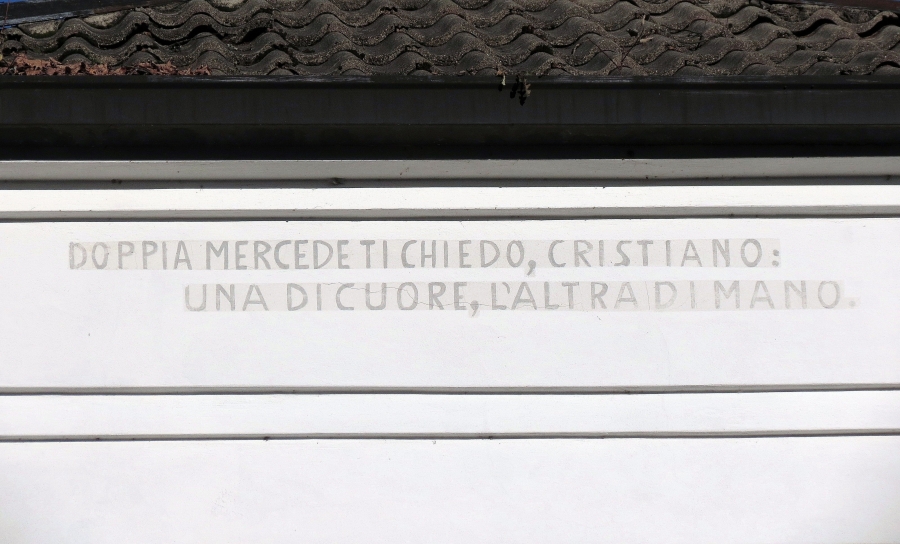 DOPPIA MERCEDE TI CHIEDO, CRISTIANO:
UNA DI CUORE, L'ALTRA DI MANO.